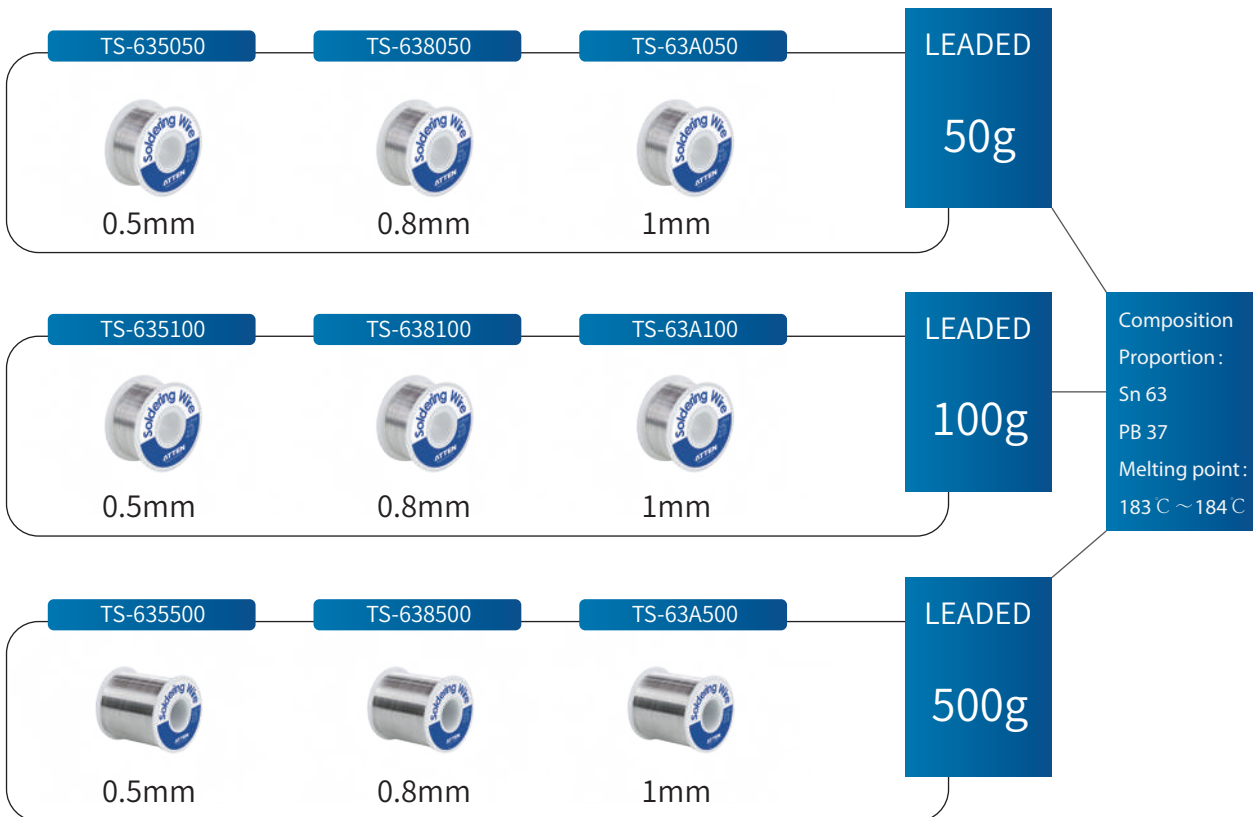 TS-635050
TS-638050
TS-63A050
LEADED
50g
Soldering Wire
ATTEN
Soldering Wire
ATTEN
Soldering Wire
ATTEN
0.5mm
0.8mm
1mm
TS-635100
TS-638100
TS-63A100
LEADED
100g
Soldering Wire
ATTEN
Soldering Wire
ATTEN
Soldering Wire
ATTEN
0.5mm
0.8mm
1mm
Composition
Proportion :
Sn 63
PB 37
Melting point :
183℃ ~184℃
TS-635500
TS-638500
TS-63A500
LEADED
500g
Soldering Wire
ATTEN
Soldering Wire
ATTEN
Soldering Wire
ATTEN
0.5mm
0.8mm
1mm